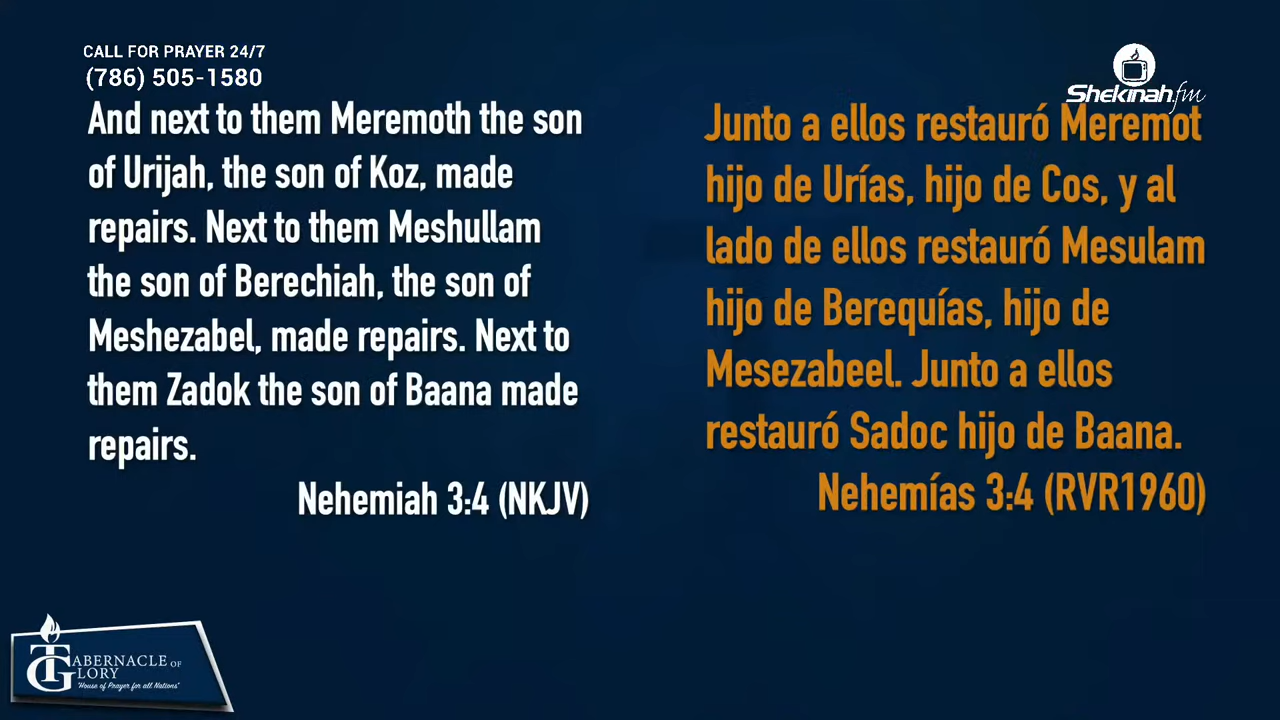 CALL FOR PRAYER 24/7
(786) 505-1580
And next to them Meremoth the son
of Urijah, the son of Koz, made
repairs. Next to them Meshullam
the son of Berechiah, the son of
Meshezabel, made repairs. Next to
them Zadok the son of Baana made
repairs.
Nehemiah 3:4 (NKJV)
Shekinah.fm
Junto a ellos restauró Meremot
hijo de Urías, hijo de Cos, y al
lado de ellos restauró Mesulam
hijo de Berequías, hijo de
Mesezabeel. Junto a ellos
restauró Sadoc hijo de Baana.
Nehemías 3:4 (RVR1960)
TABERNACLE OF
GLORY
"House of Prayer for all Nations"